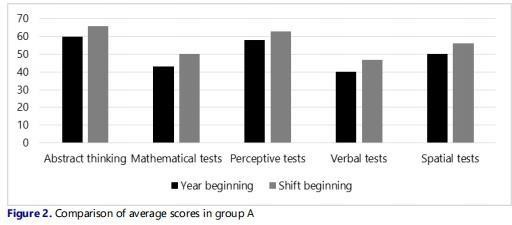 70
60
50
40
30
20
10
0
Abstract thinking Mathematical tests Perceptive tests Verbal tests Spatial tests
Year beginning Shift beginning
Figure 2. Comparison of average scores in group A